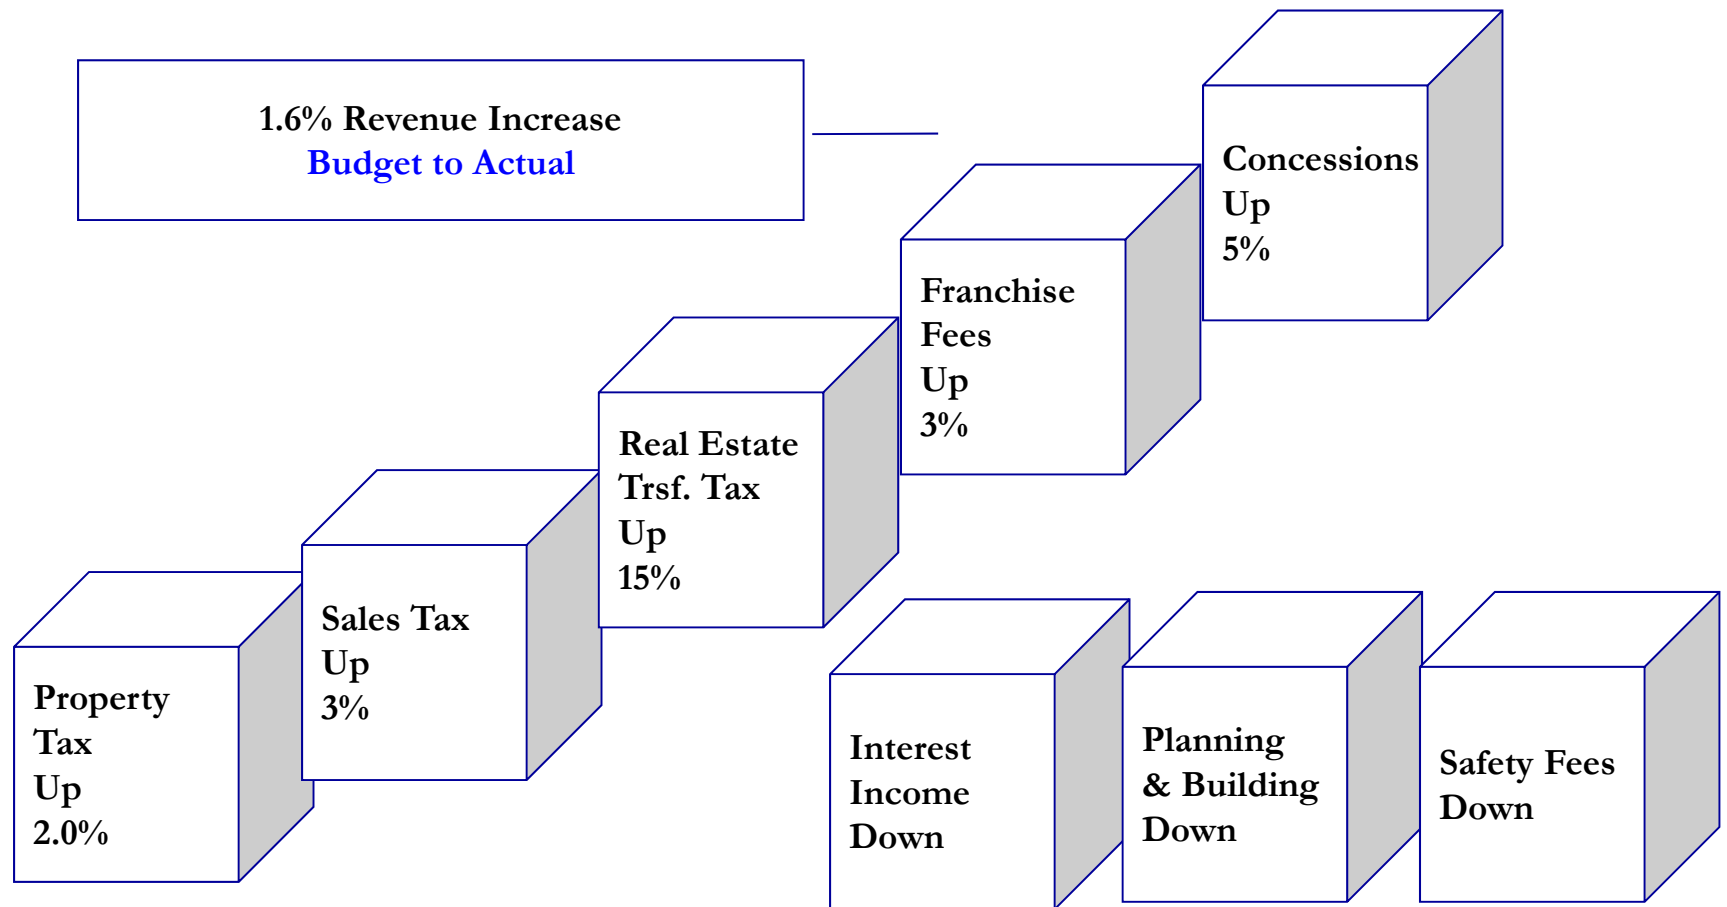 1.6% Revenue Increase
Budget to Actual
Concessions
Up
5%
Franchise
Fees
Up
3%
Real Estate
Trsf. Tax
Up
15%
Sales Tax
Up
3%
Property
Tax
Up
2.0%
Interest
Income
Down
Planning
& Building
Down
Safety Fees
Down